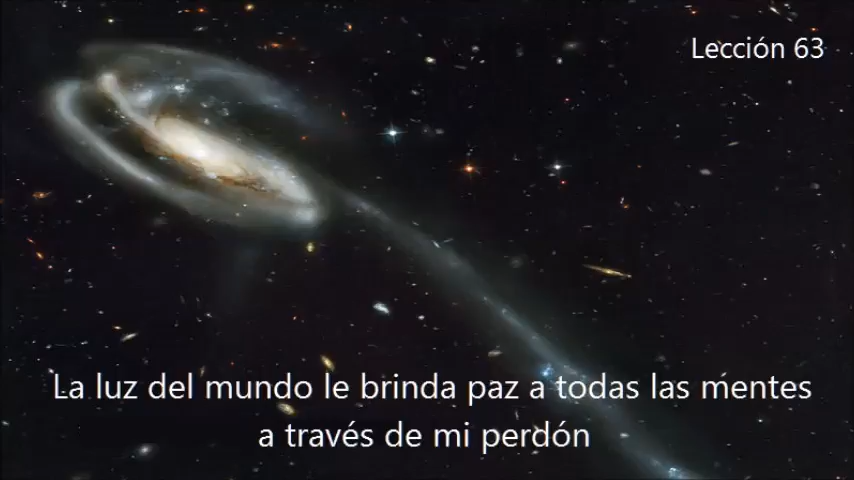 Lección 63
La luz del mundo le brinda paz a todas las mentes
a través de mi perdón